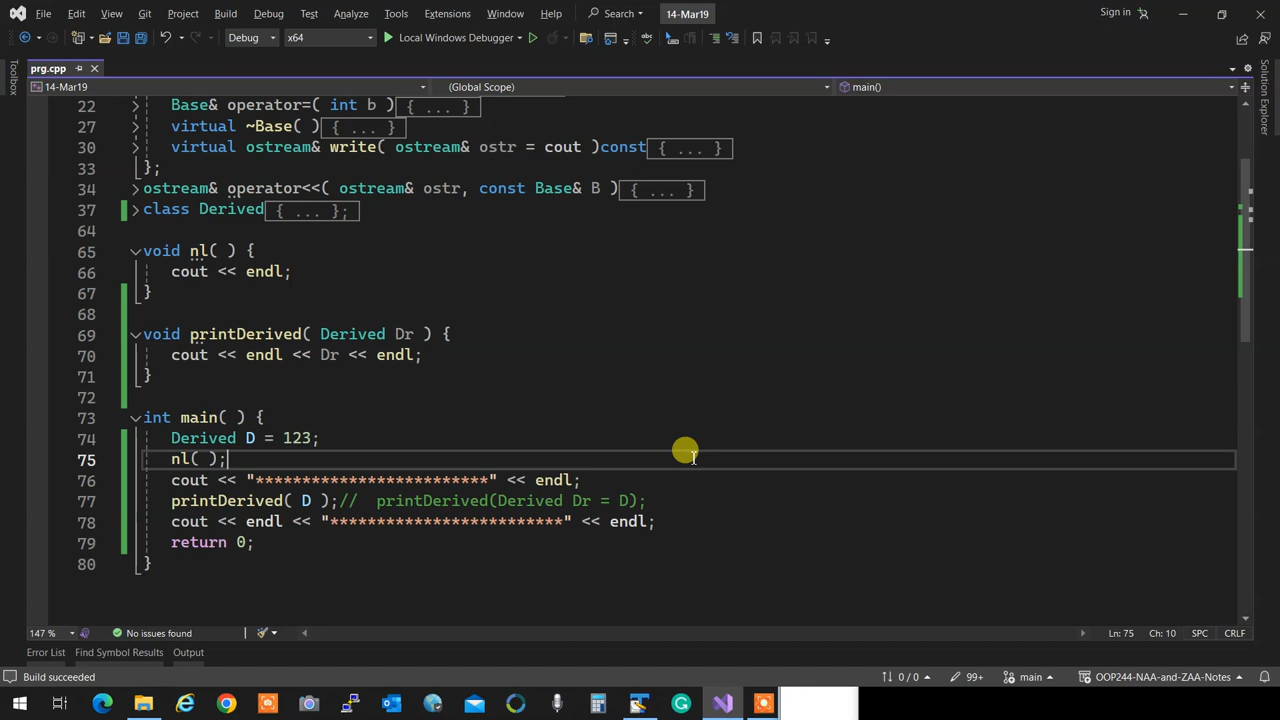 File Edit View Git Project Build Debug Test Analyze Tools Extensions Window Help Search 14-Mar19 Sign in
Debug x64 Local Windows Debugger
prg.cpp
14-Mar19 (Global Scope) main()
Toolbox
Solution Explorer
22 Base& operator=( int b ){ ... }
27 virtual ~Base( ){ ... }
30 virtual ostream& write( ostream& ostr = cout )const{ ... }
33 };
34 ostream& operator<<( ostream& ostr, const Base& B ){ ... }
37 class Derived{ ... };
64
65 void nl( ) {
66 cout << endl;
67 }
68
69 void printDerived( Derived Dr ) {
70 cout << endl << Dr << endl;
71 }
72
73 int main( ) {
74 Derived D = 123;
75 nl( );
76 cout << "*************************" << endl;
77 printDerived( D );//  printDerived(Derived Dr = D);
78 cout << endl << "*************************" << endl;
79 return 0;
80 }
147 % No issues found Ln: 75 Ch: 10 SPC CRLF
Error List Find Symbol Results Output
Build succeeded 0 / 0 99+ main OOP244-NAA-and-ZAA-Notes